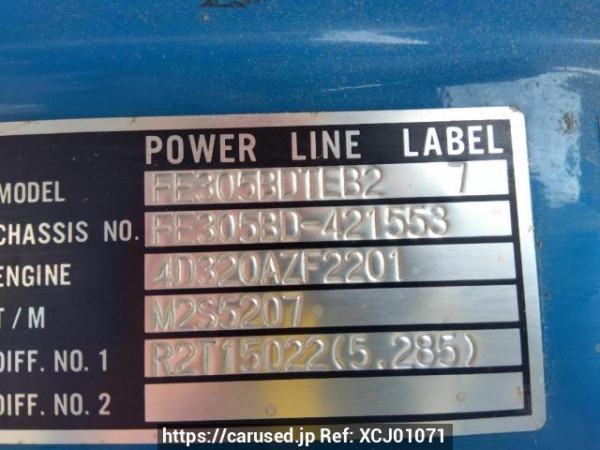 POWER LINE LABEL
MODEL FE305BDTEB2 7
CHASSIS NO. FE305BD-421553
ENGINE 4D320AZF2201
T/M M2S5207
DIFF. NO. 1 R2T15022(5.285)
DIFF. NO. 2
https://carused.jp Ref: XCJ01071